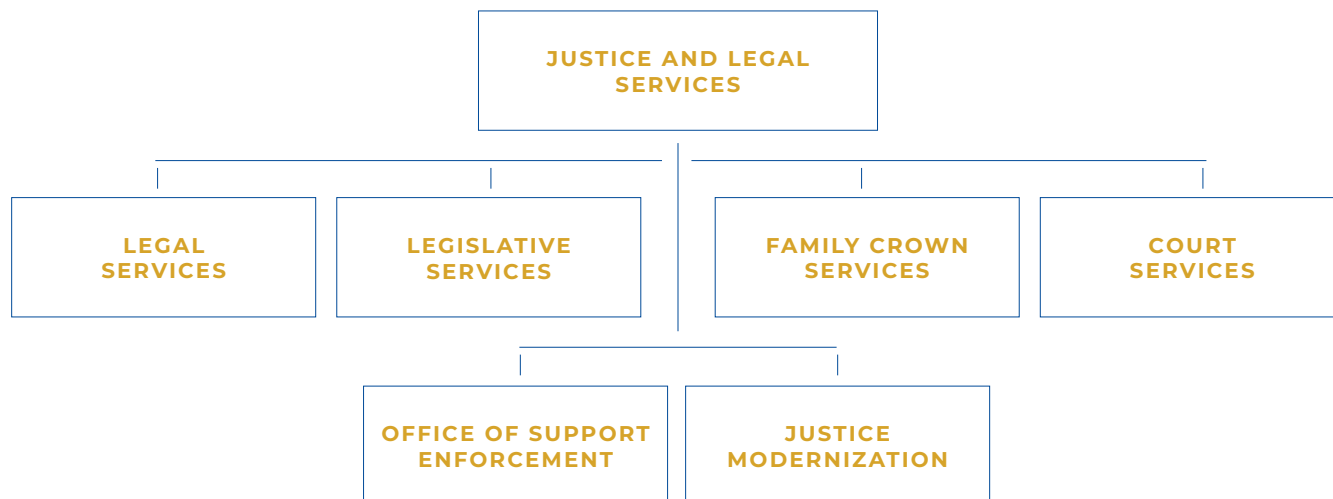 JUSTICE AND LEGAL
SERVICES
LEGAL
SERVICES
LEGISLATIVE
SERVICES
FAMILY CROWN
SERVICES
COURT
SERVICES
OFFICE OF SUPPORT
ENFORCEMENT
JUSTICE
MODERNIZATION